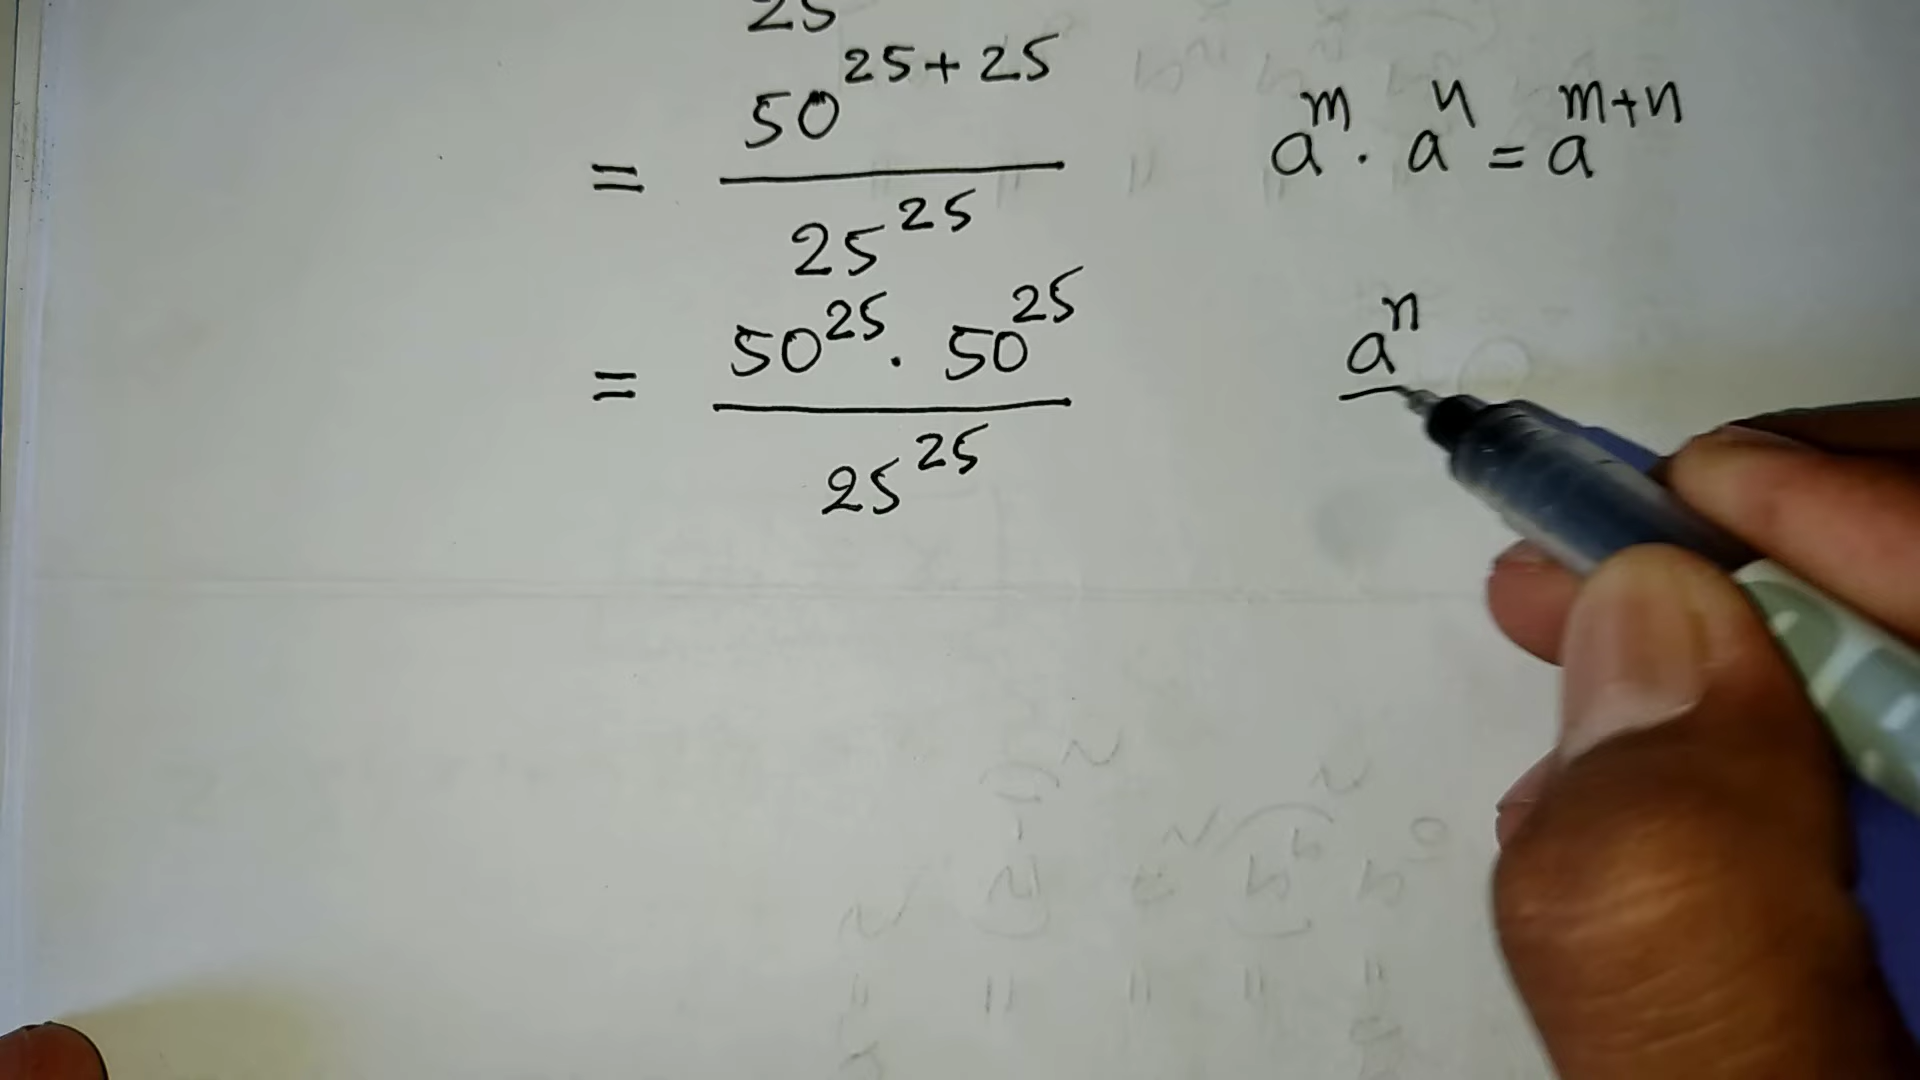 25
50^(25+25)
= ―――
25^25
a^m · a^n = a^(m+n)
50^25 · 50^25
= ―――
25^25
a^n
―